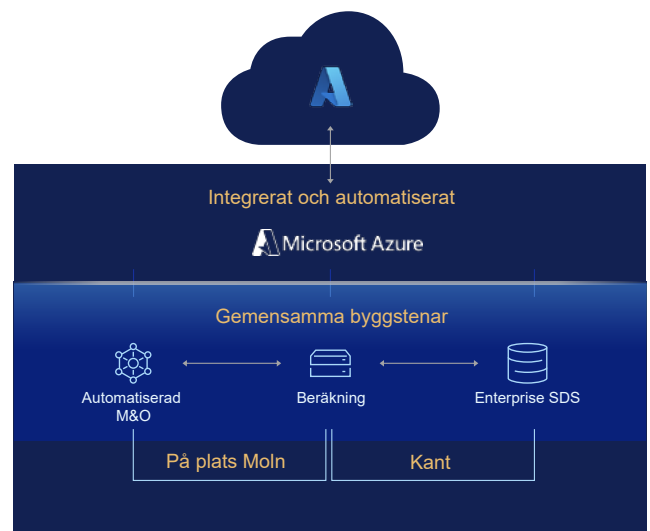 Integrerat och automatiserat
Microsoft Azure
Gemensamma byggstenar
Automatiserad
M&O
Beräkning
Enterprise SDS
På plats Moln
Kant